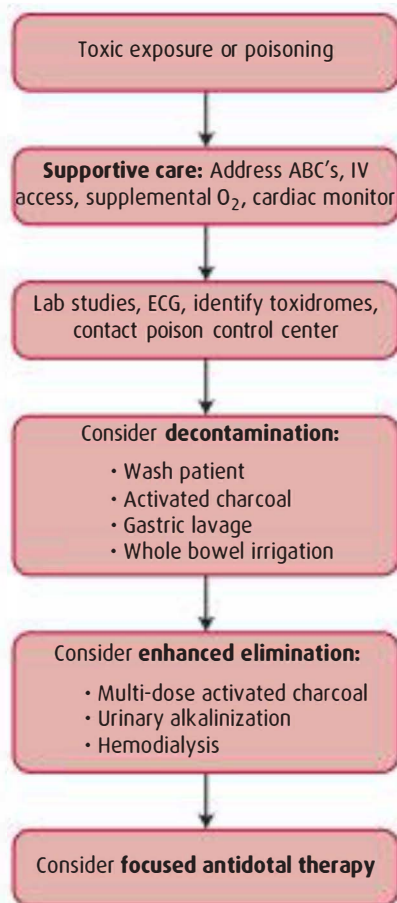 Toxic exposure or poisoning
Supportive care: Address ABC's, IV
access, supplemental O₂, cardiac monitor
Lab studies, ECG, identify toxidromes,
contact poison control center
Consider decontamination:
• Wash patient
• Activated charcoal
• Gastric lavage
• Whole bowel irrigation
Consider enhanced elimination:
• Multi-dose activated charcoal
• Urinary alkalinization
• Hemodialysis
Consider focused antidotal therapy